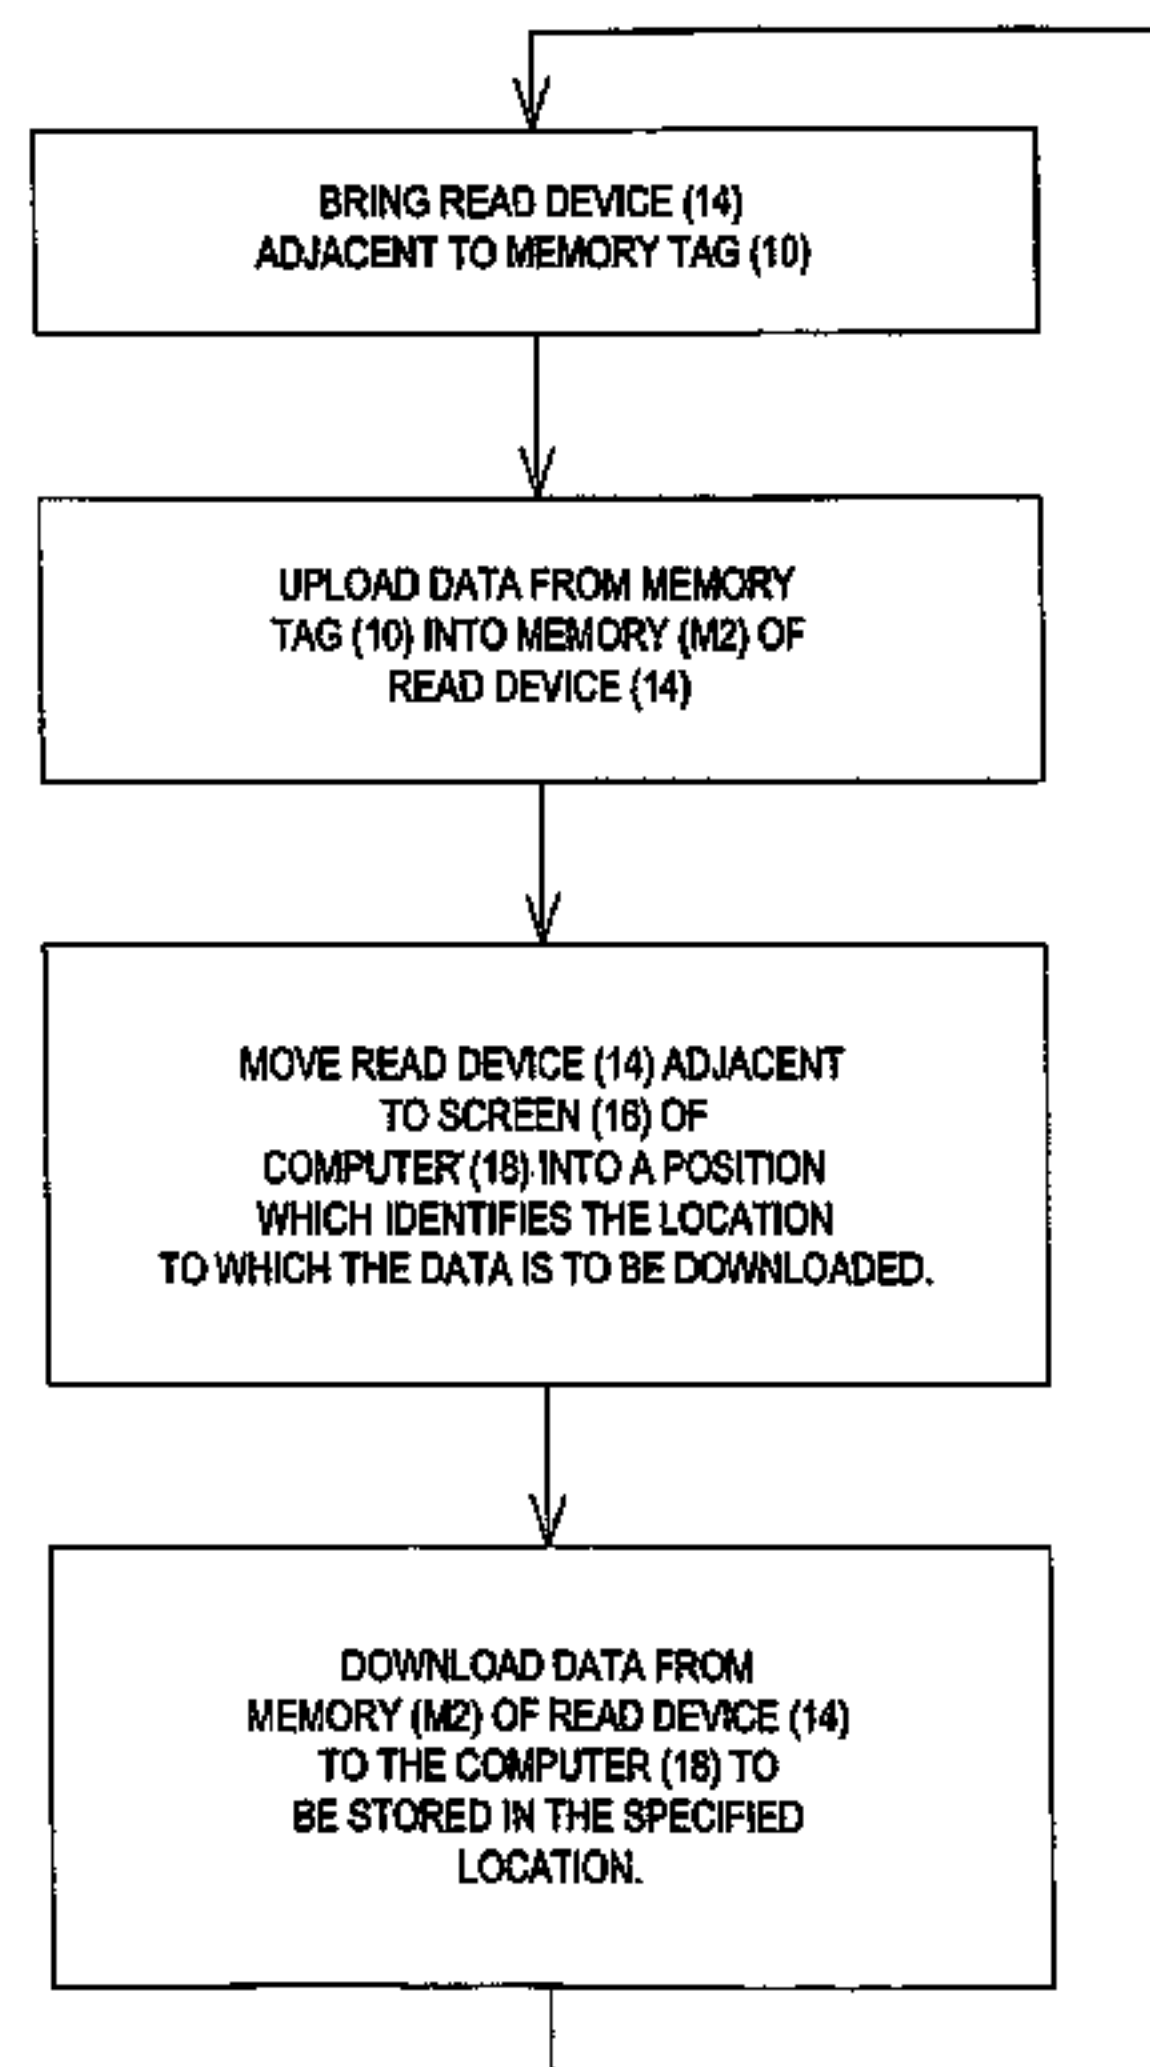 BRING READ DEVICE (14)
ADJACENT TO MEMORY TAG (10)
UPLOAD DATA FROM MEMORY
TAG (10) INTO MEMORY (M2) OF
READ DEVICE (14)
MOVE READ DEVICE (14) ADJACENT
TO SCREEN (16) OF
COMPUTER (18) INTO A POSITION
WHICH IDENTIFIES THE LOCATION
TO WHICH THE DATA IS TO BE DOWNLOADED.
DOWNLOAD DATA FROM
MEMORY (M2) OF READ DEVICE (14)
TO THE COMPUTER (18) TO
BE STORED IN THE SPECIFIED
LOCATION.